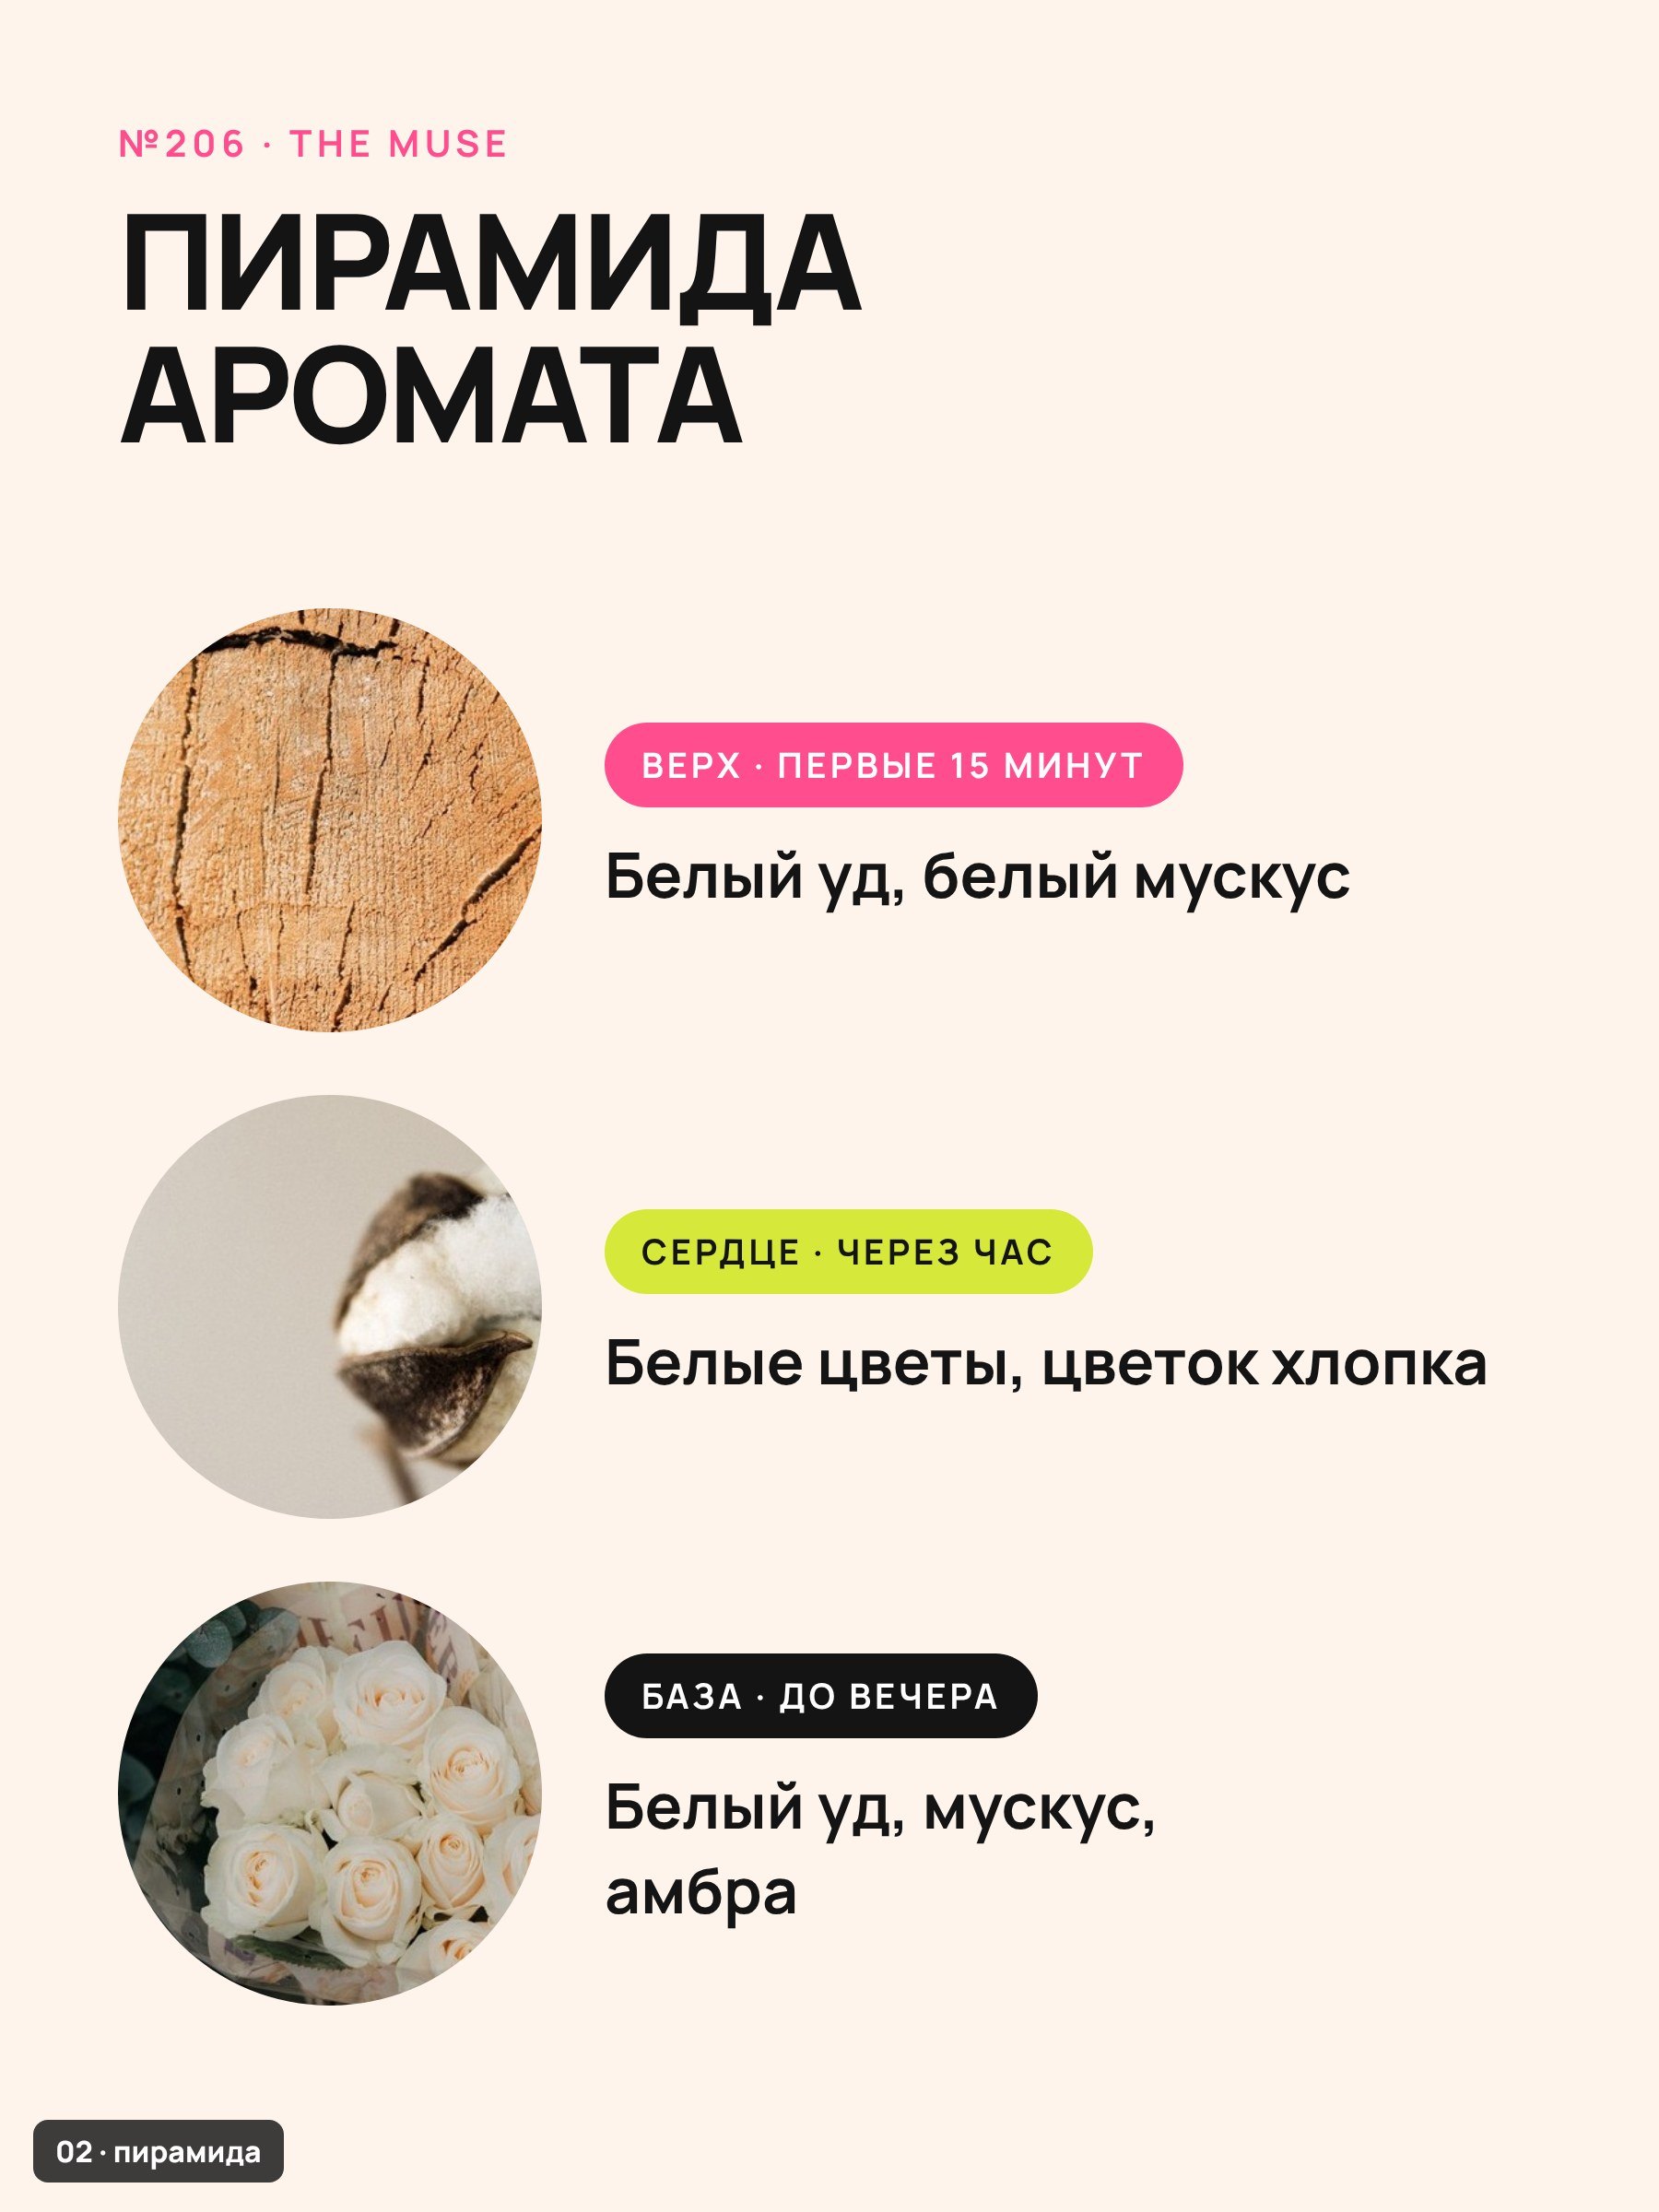 №206 · THE MUSE
ПИРАМИДА
АРОМАТА
ВЕРХ · ПЕРВЫЕ 15 МИНУТ
Белый уд, белый мускус
СЕРДЦЕ · ЧЕРЕЗ ЧАС
Белые цветы, цветок хлопка
БАЗА · ДО ВЕЧЕРА
Белый уд, мускус,
амбра
02 · пирамида